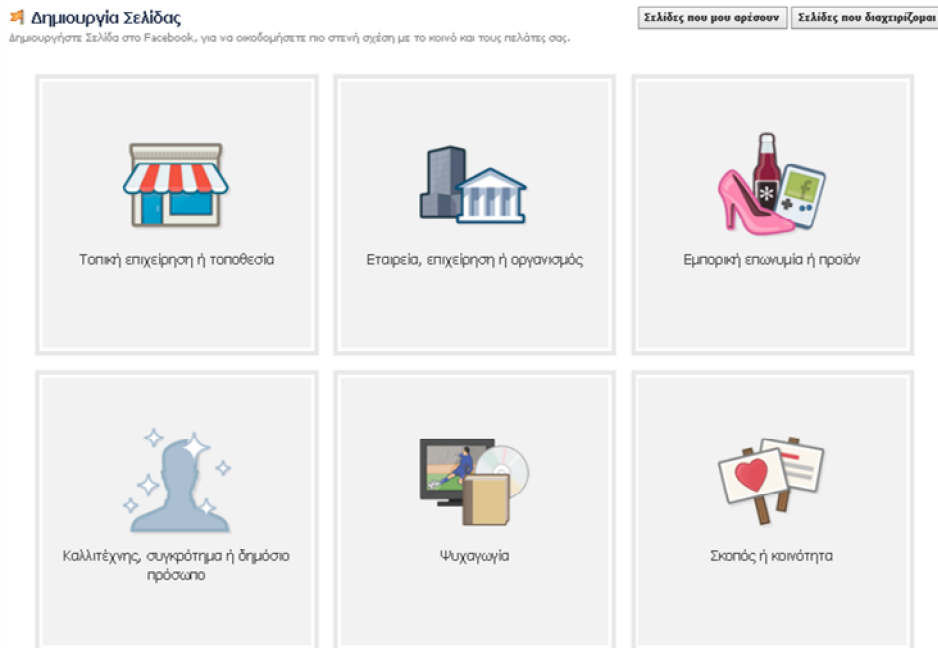 Δημιουργία Σελίδας
Σελίδες που μου αρέσουν Σελίδες που διαχειρίζομαι
Δημιουργήστε Σελίδα στο Facebook, για να οικοδομήσετε πιο στενή σχέση με το κοινό και τους πελάτες σας.
Τοπική επιχείρηση ή τοποθεσία
Εταιρεία, επιχείρηση ή οργανισμός
Εμπορική επωνυμία ή προϊόν
Καλλιτέχνης, συγκρότημα ή δημόσιο
πρόσωπο
Ψυχαγωγία
Σκοπός ή κοινότητα